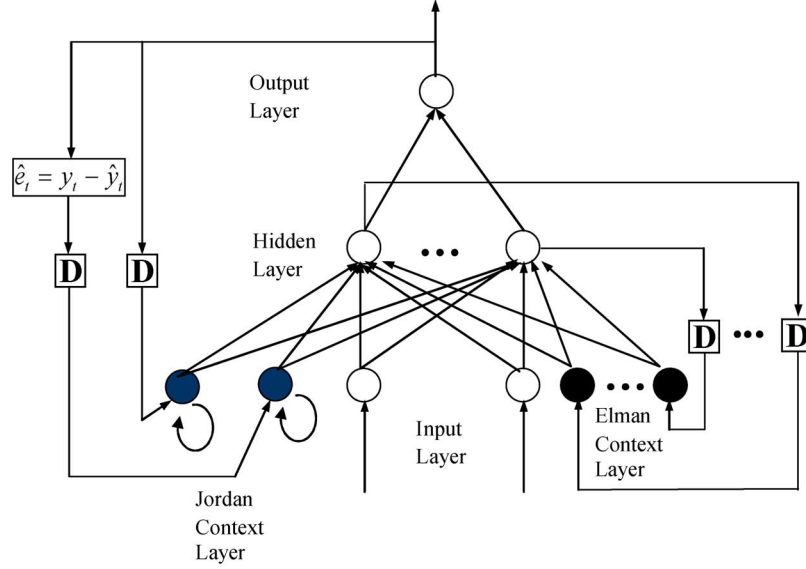 Output
Layer
ê_t = y_t − ŷ_t
Hidden
Layer
D
D
D
D
Input
Layer
Elman
Context
Layer
Jordan
Context
Layer